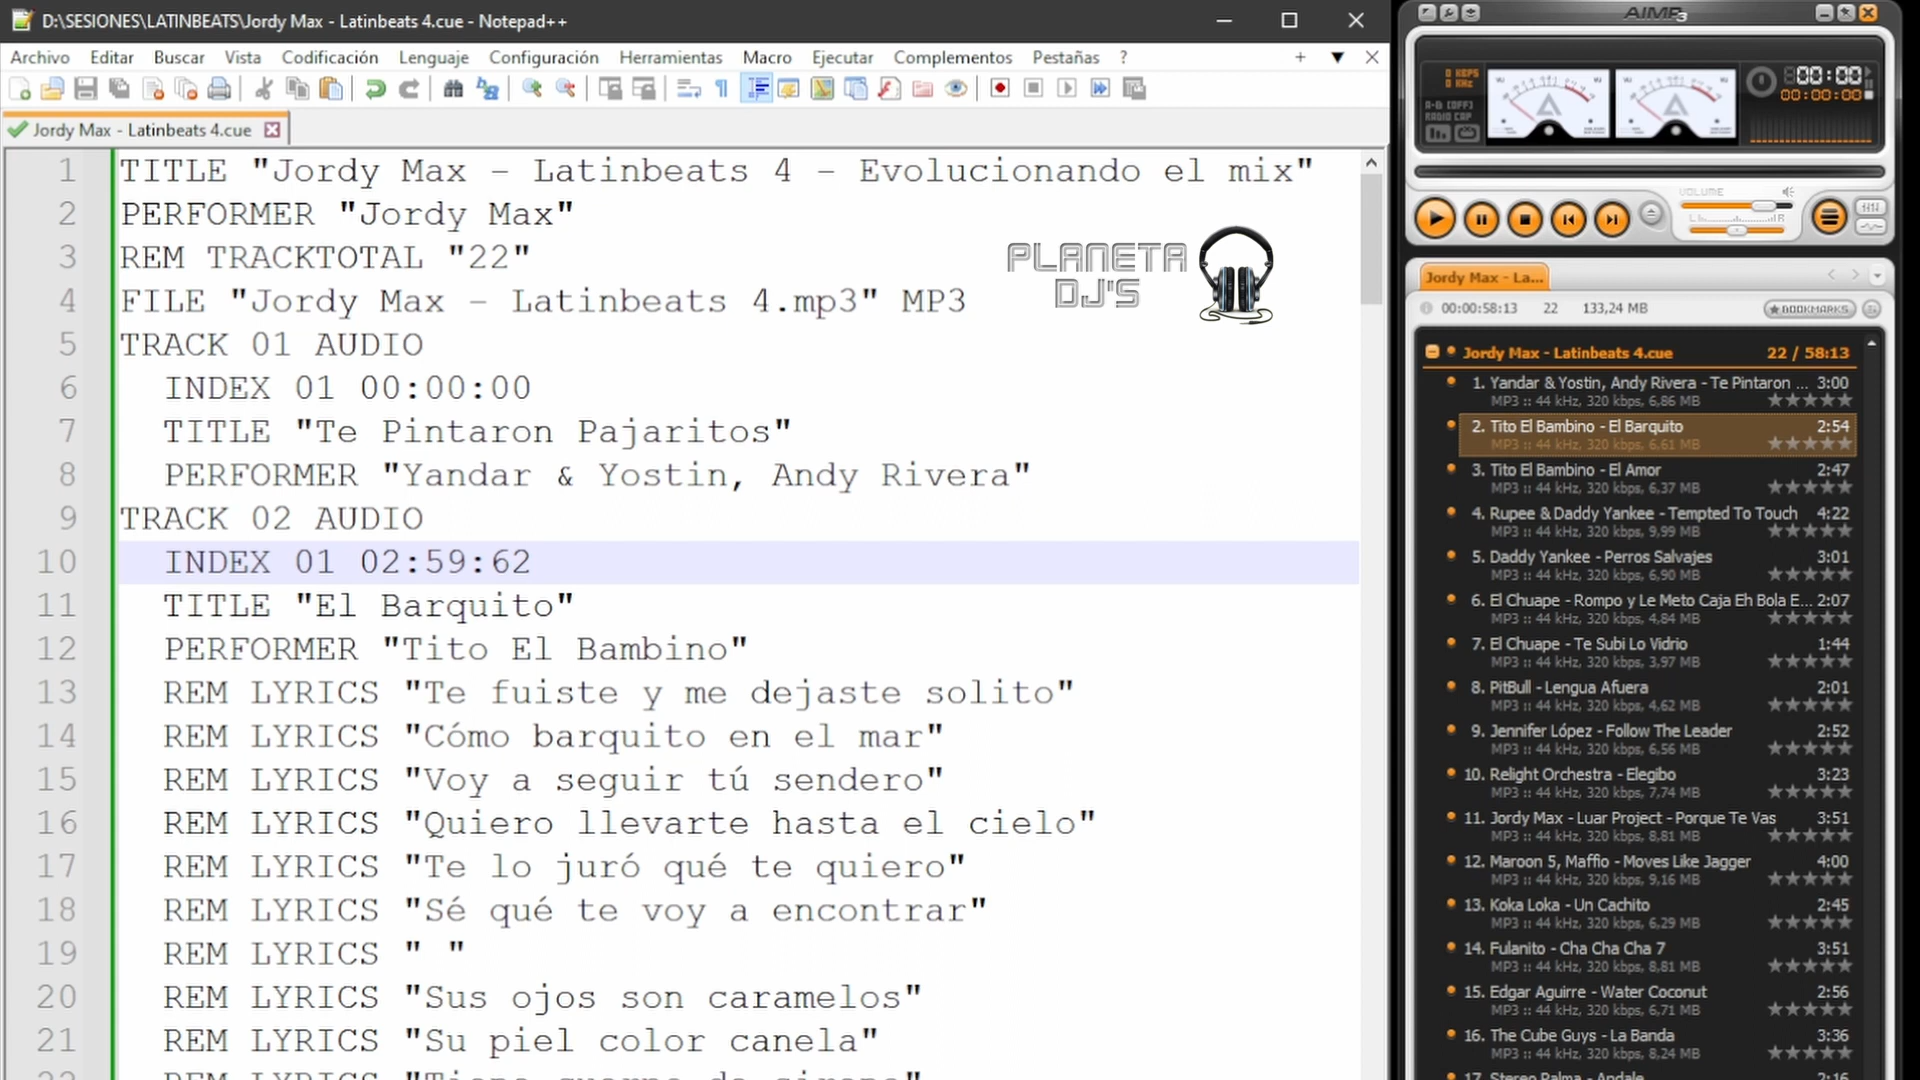 D:\SESIONES\LATINBEATS\Jordy Max - Latinbeats 4.cue - Notepad++
Archivo Editar Buscar Vista Codificación Lenguaje Configuración Herramientas Macro Ejecutar Complementos Pestañas ?
Jordy Max - Latinbeats 4.cue
1 TITLE "Jordy Max - Latinbeats 4 - Evolucionando el mix"
2 PERFORMER "Jordy Max"
3 REM TRACKTOTAL "22"
4 FILE "Jordy Max - Latinbeats 4.mp3" MP3
5 TRACK 01 AUDIO
6 INDEX 01 00:00:00
7 TITLE "Te Pintaron Pajaritos"
8 PERFORMER "Yandar & Yostin, Andy Rivera"
9 TRACK 02 AUDIO
10 INDEX 01 02:59:62
11 TITLE "El Barquito"
12 PERFORMER "Tito El Bambino"
13 REM LYRICS "Te fuiste y me dejaste solito"
14 REM LYRICS "Cómo barquito en el mar"
15 REM LYRICS "Voy a seguir tú sendero"
16 REM LYRICS "Quiero llevarte hasta el cielo"
17 REM LYRICS "Te lo juró qué te quiero"
18 REM LYRICS "Sé qué te voy a encontrar"
19 REM LYRICS " "
20 REM LYRICS "Sus ojos son caramelos"
21 REM LYRICS "Su piel color canela"
PLANETA
DJ'S
AIMP3
0 KBPS
0 KHZ
A-B [OFF]
RADIO CAP
00:00
00:00:00
VOLUME
L R
Jordy Max - La...
00:00:58:13 22 133,24 MB BOOKMARKS
Jordy Max - Latinbeats 4.cue 22 / 58:13
1. Yandar & Yostin, Andy Rivera - Te Pintaron ... 3:00
MP3 :: 44 kHz, 320 kbps, 6,86 MB
2. Tito El Bambino - El Barquito 2:54
MP3 :: 44 kHz, 320 kbps, 6,61 MB
3. Tito El Bambino - El Amor 2:47
MP3 :: 44 kHz, 320 kbps, 6,37 MB
4. Rupee & Daddy Yankee - Tempted To Touch 4:22
MP3 :: 44 kHz, 320 kbps, 9,99 MB
5. Daddy Yankee - Perros Salvajes 3:01
MP3 :: 44 kHz, 320 kbps, 6,90 MB
6. El Chuape - Rompo y Le Meto Caja Eh Bola E... 2:07
MP3 :: 44 kHz, 320 kbps, 4,84 MB
7. El Chuape - Te Subi Lo Vidrio 1:44
MP3 :: 44 kHz, 320 kbps, 3,97 MB
8. PitBull - Lengua Afuera 2:01
MP3 :: 44 kHz, 320 kbps, 4,62 MB
9. Jennifer López - Follow The Leader 2:52
MP3 :: 44 kHz, 320 kbps, 6,56 MB
10. Relight Orchestra - Elegibo 3:23
MP3 :: 44 kHz, 320 kbps, 7,74 MB
11. Jordy Max - Luar Project - Porque Te Vas 3:51
MP3 :: 44 kHz, 320 kbps, 8,81 MB
12. Maroon 5, Maffio - Moves Like Jagger 4:00
MP3 :: 44 kHz, 320 kbps, 9,16 MB
13. Koka Loka - Un Cachito 2:45
MP3 :: 44 kHz, 320 kbps, 6,29 MB
14. Fulanito - Cha Cha Cha 7 3:51
MP3 :: 44 kHz, 320 kbps, 8,81 MB
15. Edgar Aguirre - Water Coconut 2:56
MP3 :: 44 kHz, 320 kbps, 6,71 MB
16. The Cube Guys - La Banda 3:36
MP3 :: 44 kHz, 320 kbps, 8,24 MB
17. Stereo Palma - Andale 2:16